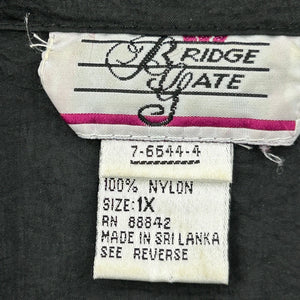 BRIDGE
GATE
7-6544-4
100% NYLON
SIZE: 1X
RN 88842
MADE IN SRI LANKA
SEE REVERSE